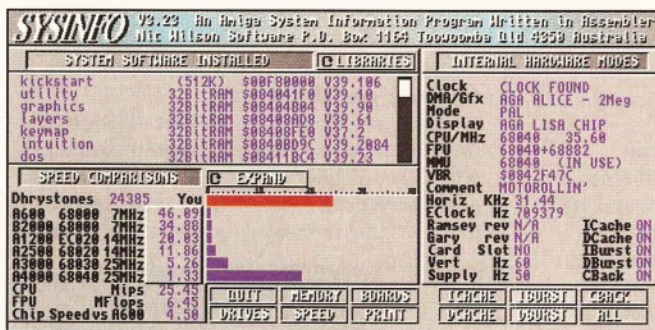 SYSINFO V3.23 An Amiga System Information Program Written in Assembler
Nic Wilson Software P.O. Box 1164 Toowoomba Qld 4350 Australia
SYSTEM SOFTWARE INSTALLED LIBRARIES
kickstart (512K) $00F80000 V39.106
utility 32BitRAM $084041F0 V39.10
graphics 32BitRAM $08404B04 V39.90
layers 32BitRAM $08408AD8 V39.61
keymap 32BitRAM $08408FE0 V37.2
intuition 32BitRAM $0840BD9C V39.2084
dos 32BitRAM $08411BC4 V39.23
INTERNAL HARDWARE MODES
Clock CLOCK FOUND
DMA/Gfx AGA ALICE - 2Meg
Mode PAL
Display AGA LISA CHIP
CPU/MHz 68040 35.60
FPU 68040+68882
MMU 68040 (IN USE)
VBR $0842F47C
Comment MOTOROLLIN'
Horiz KHz 31.44
EClock Hz 709379
Ramsey rev N/A ICache ON
Gary rev N/A DCache ON
Card Slot NO IBurst ON
Vert Hz 60 DBurst ON
Supply Hz 50 CBack ON
SPEED COMPARISONS EXPAND
Dhrystones 24385 You
A600 68000 7MHz 46.09
B2000 68000 7MHz 34.88
A1200 EC020 14MHz 20.03
A2500 68020 14MHz 11.86
A3000 68030 25MHz 5.26
A4000 68040 25MHz 1.33
CPU Mips 25.45
FPU MFlops 6.45
Chip Speed vs A600 4.50
QUIT MEMORY BOARDS
DRIVES SPEED PRINT
ICACHE IBURST CBACK
DCACHE DBURST ALL